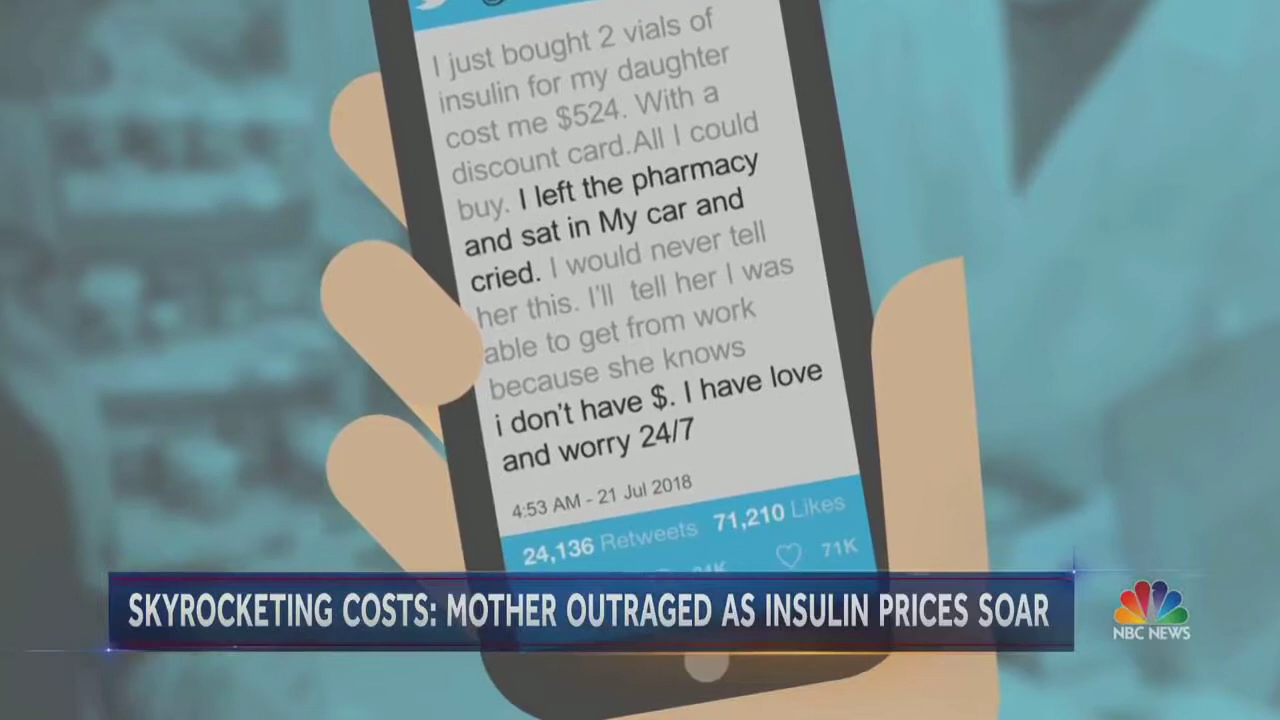 I just bought 2 vials of
insulin for my daughter
cost me $524. With a
discount card.All I could
buy. I left the pharmacy
and sat in My car and
cried. I would never tell
her this. I'll tell her I was
able to get from work
because she knows
i don't have $. I have love
and worry 24/7
4:53 AM - 21 Jul 2018
24,136 Retweets 71,210 Likes
71K
SKYROCKETING COSTS: MOTHER OUTRAGED AS INSULIN PRICES SOAR
NBC NEWS